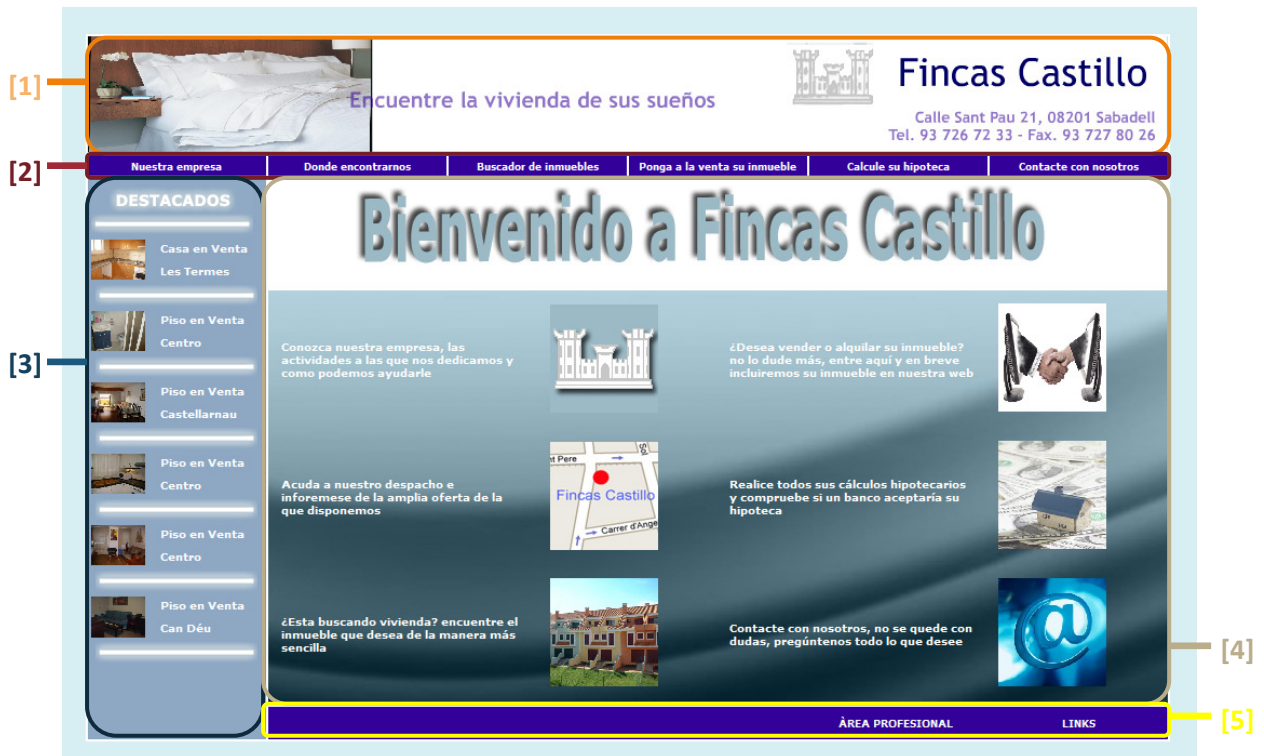 [1]
Encuentre la vivienda de sus sueños
Fincas Castillo
Calle Sant Pau 21, 08201 Sabadell
Tel. 93 726 72 33 - Fax. 93 727 80 26
[2]
Nuestra empresa
Donde encontrarnos
Buscador de inmuebles
Ponga a la venta su inmueble
Calcule su hipoteca
Contacte con nosotros
[3]
DESTACADOS
Casa en Venta
Les Termes
Piso en Venta
Centro
Piso en Venta
Castellarnau
Piso en Venta
Centro
Piso en Venta
Centro
Piso en Venta
Can Déu
Bienvenido a Fincas Castillo
Conozca nuestra empresa, las
actividades a las que nos dedicamos y
como podemos ayudarle
¿Desea vender o alquilar su inmueble?
no lo dude más, entre aquí y en breve
incluiremos su inmueble en nuestra web
Acuda a nuestro despacho e
inforemese de la amplia oferta de la
que disponemos
nt Pere
Sol
Fincas Castillo
Carrer d'Ange
Realice todos sus cálculos hipotecarios
y compruebe si un banco aceptaría su
hipoteca
¿Esta buscando vivienda? encuentre el
inmueble que desea de la manera más
sencilla
Contacte con nosotros, no se quede con
dudas, pregúntenos todo lo que desee
@
[4]
ÀREA PROFESIONAL
LINKS
[5]